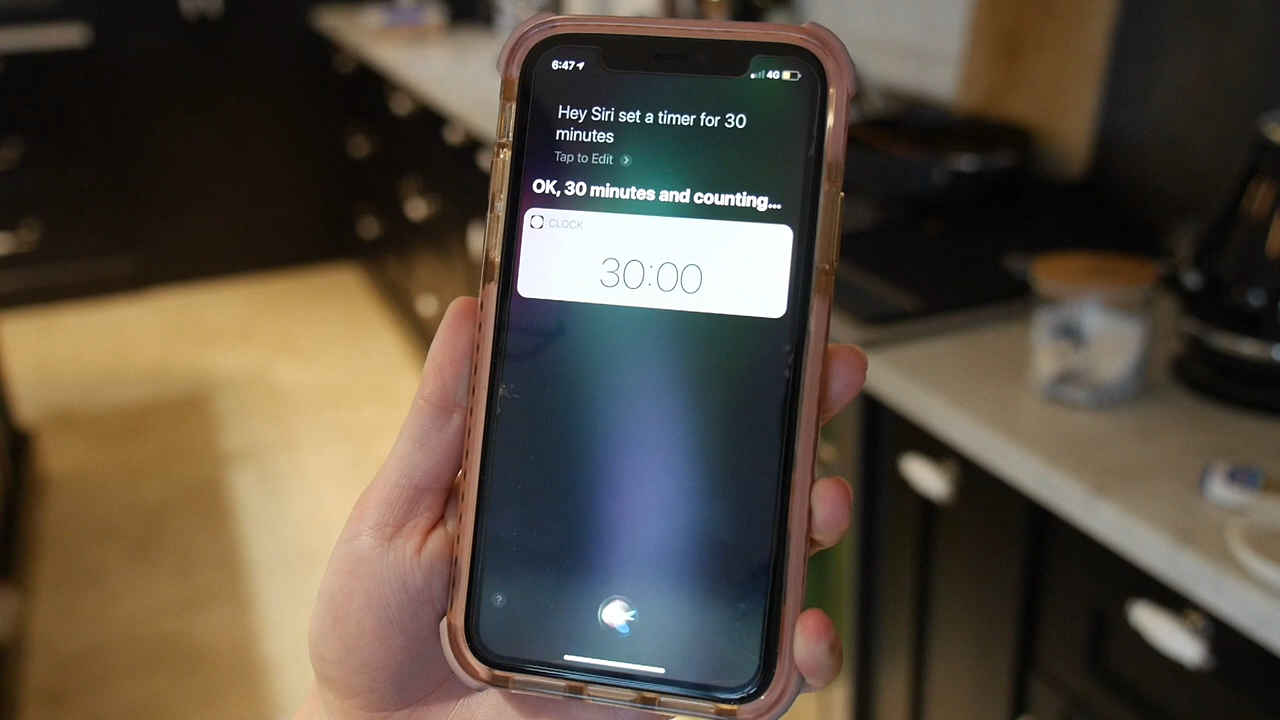 6:47
4G
Hey Siri set a timer for 30
minutes
Tap to Edit
OK, 30 minutes and counting...
CLOCK
30:00
?